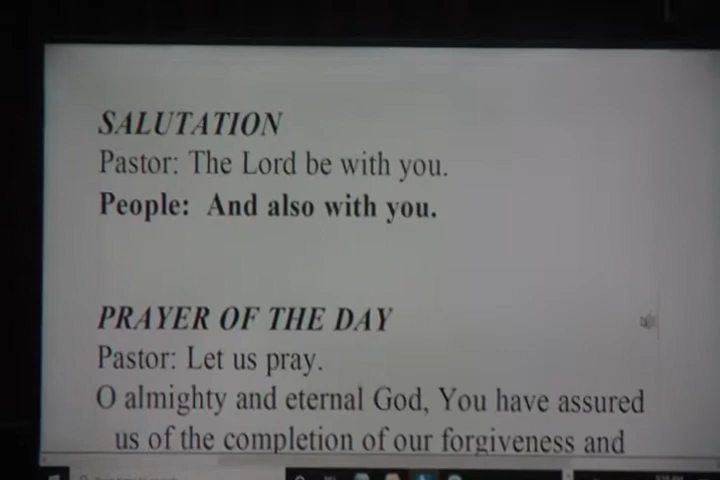 SALUTATION
Pastor: The Lord be with you.
People: And also with you.
PRAYER OF THE DAY
Pastor: Let us pray.
O almighty and eternal God, You have assured
us of the completion of our forgiveness and